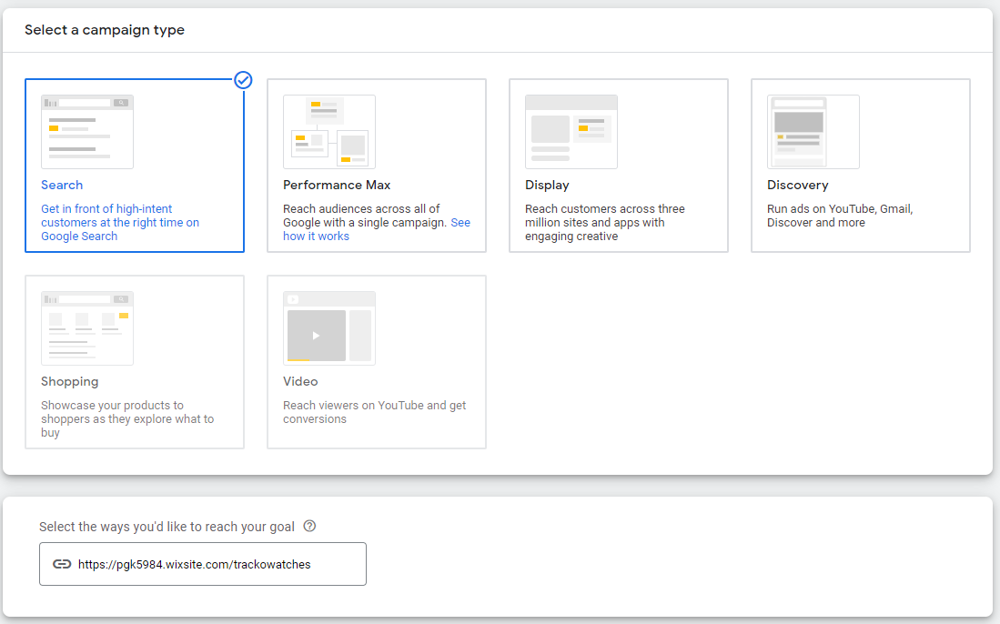 Select a campaign type
Search
Get in front of high-intent
customers at the right time on
Google Search
Performance Max
Reach audiences across all of
Google with a single campaign. See
how it works
Display
Reach customers across three
million sites and apps with
engaging creative
Discovery
Run ads on YouTube, Gmail,
Discover and more
Shopping
Showcase your products to
shoppers as they explore what to
buy
Video
Reach viewers on YouTube and get
conversions
Select the ways you'd like to reach your goal
https://pgk5984.wixsite.com/trackowatches